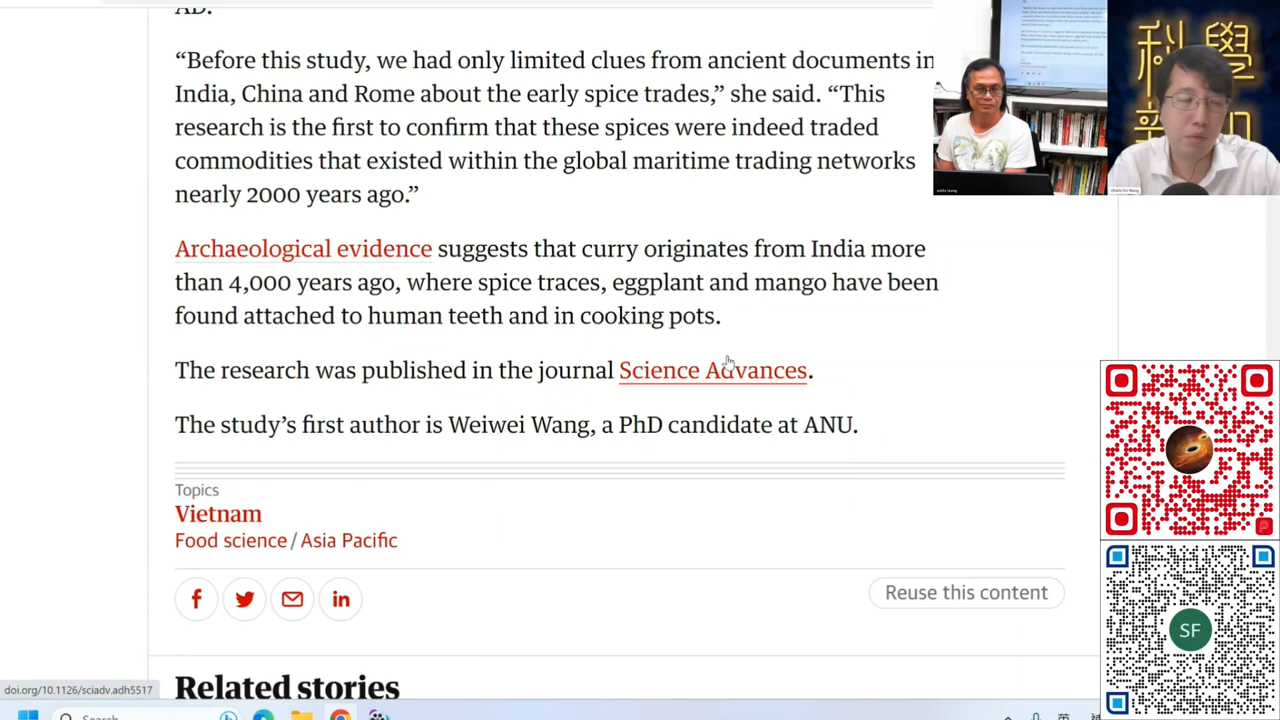 AD.
“Before this study, we had only limited clues from ancient documents in
India, China and Rome about the early spice trades,” she said. “This
research is the first to confirm that these spices were indeed traded
commodities that existed within the global maritime trading networks
nearly 2000 years ago.”
Archaeological evidence suggests that curry originates from India more
than 4,000 years ago, where spice traces, eggplant and mango have been
found attached to human teeth and in cooking pots.
The research was published in the journal Science Advances.
The study’s first author is Weiwei Wang, a PhD candidate at ANU.
Topics
Vietnam
Food science / Asia Pacific
Reuse this content
Related stories
doi.org/10.1126/sciadv.adh5517
Search
英
科學
SF